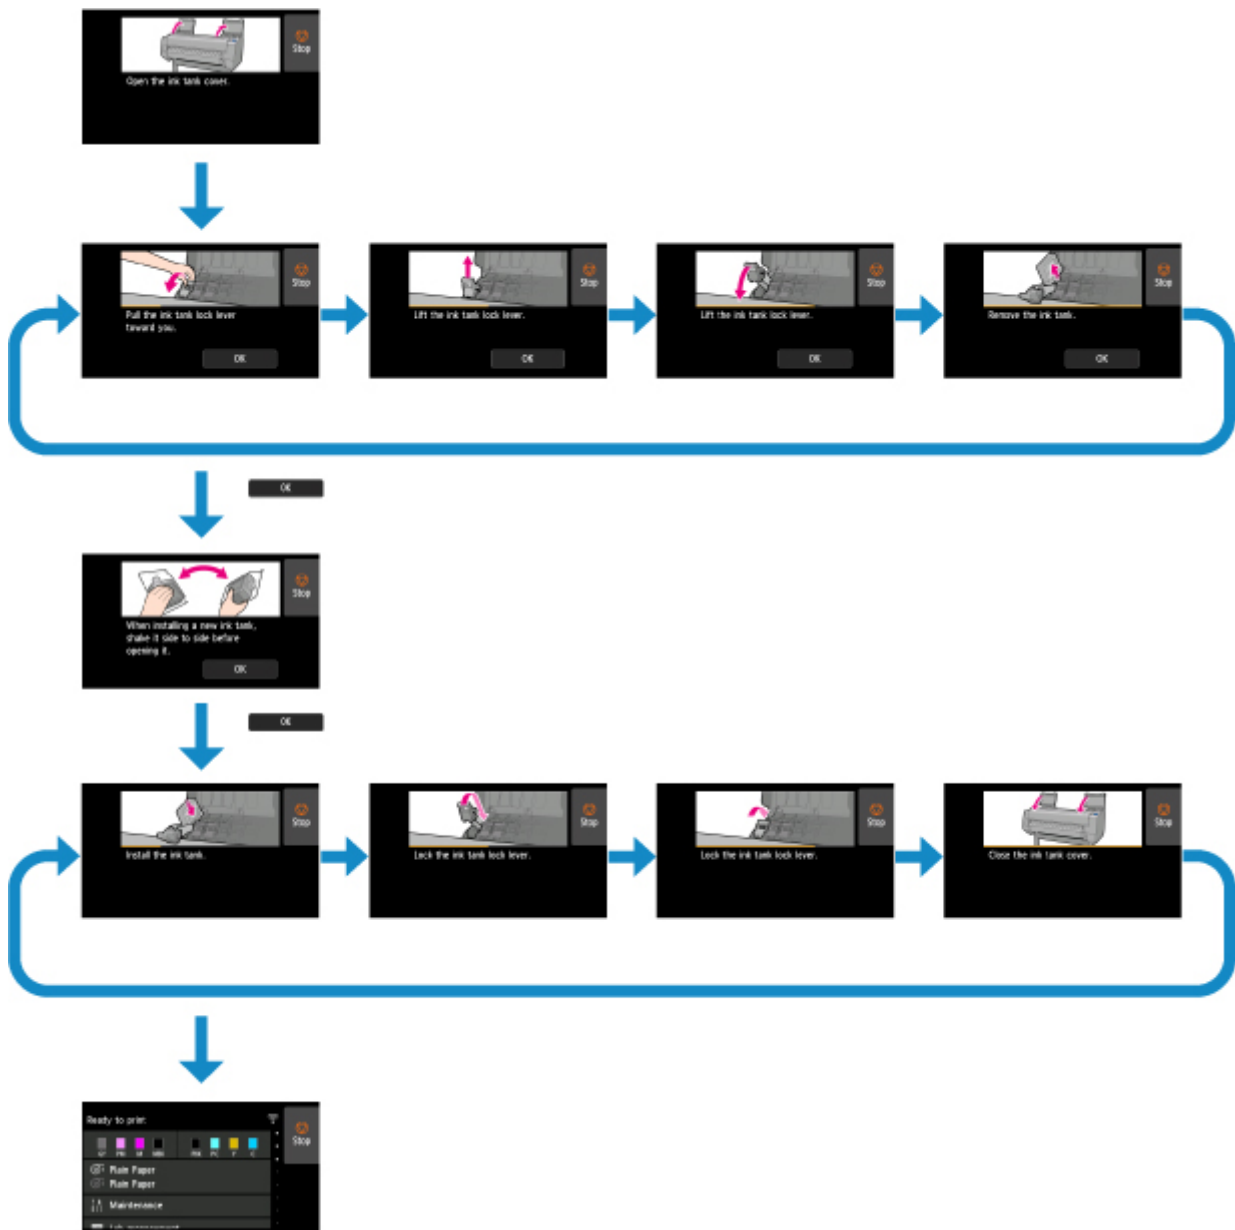 Stop
Open the ink tank cover.
Stop
Pull the ink tank lock lever
toward you.
OK
Stop
Lift the ink tank lock lever.
OK
Stop
Lift the ink tank lock lever.
OK
Stop
Remove the ink tank.
OK
OK
Stop
When installing a new ink tank,
shake it side to side before
opening it.
OK
OK
Stop
Install the ink tank.
Stop
Lock the ink tank lock lever.
Stop
Lock the ink tank lock lever.
Stop
Close the ink tank cover.
Ready to print
Stop
GY PM M MBK PC Y C
Plain Paper
Plain Paper
Maintenance